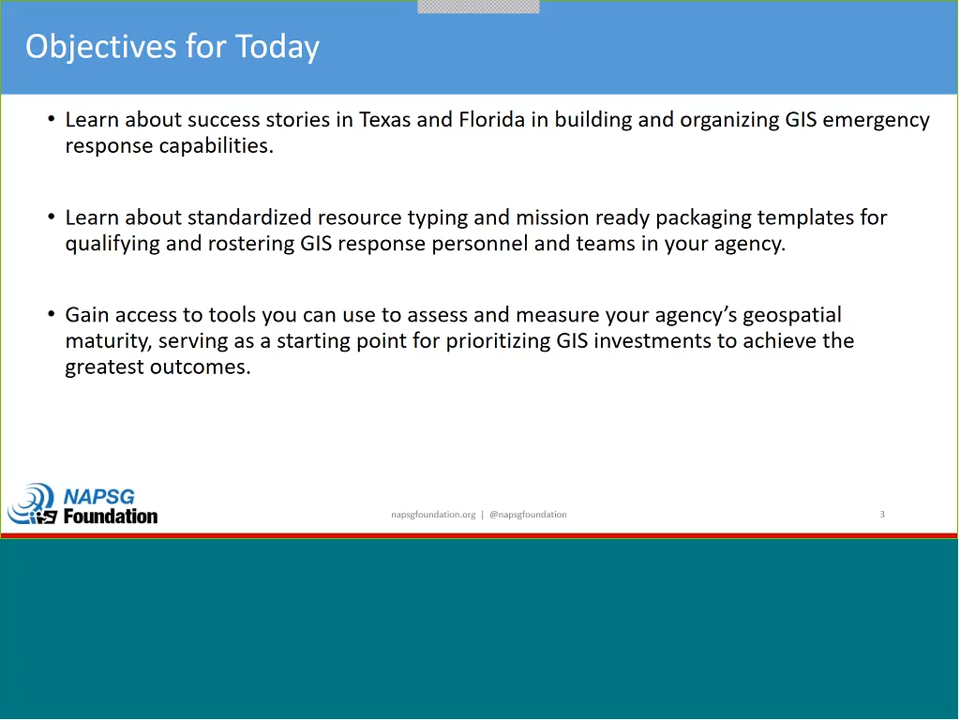 Objectives for Today
• Learn about success stories in Texas and Florida in building and organizing GIS emergency
response capabilities.
• Learn about standardized resource typing and mission ready packaging templates for
qualifying and rostering GIS response personnel and teams in your agency.
• Gain access to tools you can use to assess and measure your agency’s geospatial
maturity, serving as a starting point for prioritizing GIS investments to achieve the
greatest outcomes.
NAPSG
Foundation
napsgfoundation.org | @napsgfoundation
3